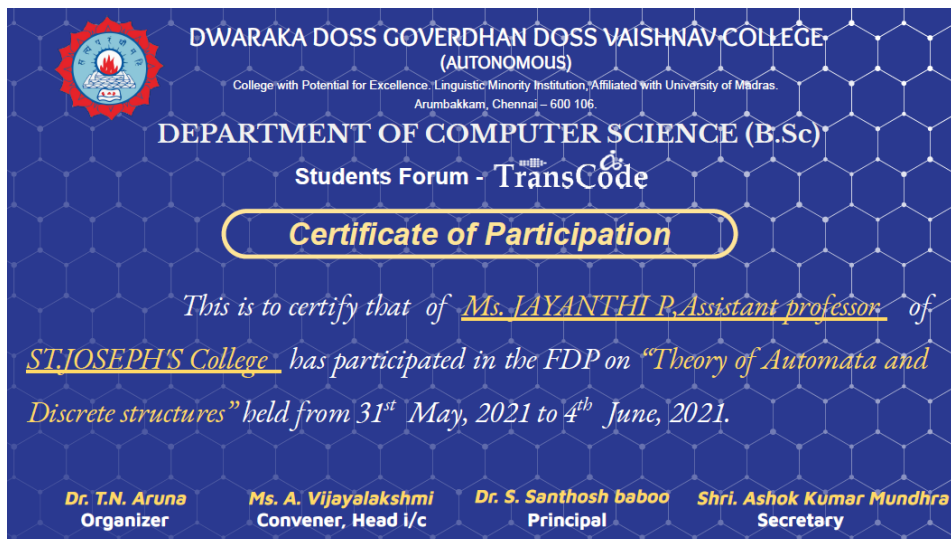 DWARAKA DOSS GOVERDHAN DOSS VAISHNAV COLLEGE
(AUTONOMOUS)
College with Potential for Excellence. Linguistic Minority Institution, Affiliated with University of Madras.
Arumbakkam, Chennai – 600 106.
DEPARTMENT OF COMPUTER SCIENCE (B.Sc)
Students Forum - TransCode
Certificate of Participation
This is to certify that of Ms. JAYANTHI P,Assistant professor of
ST.JOSEPH'S College has participated in the FDP on “Theory of Automata and
Discrete structures” held from 31st May, 2021 to 4th June, 2021.
Dr. T.N. Aruna Ms. A. Vijayalakshmi Dr. S. Santhosh baboo Shri. Ashok Kumar Mundhra
Organizer Convener, Head i/c Principal Secretary